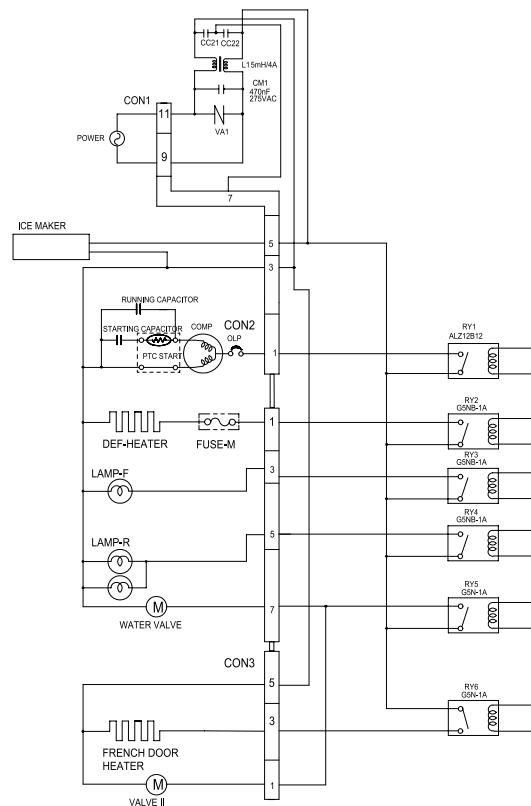 CC21 CC22
L15mH/4A
CM1
470nF
275VAC
CON1
11
VA1
POWER
9
7
ICE MAKER
5
3
RUNNING CAPACITOR
STARTING CAPACITOR
COMP
CON2
OLP
PTC START
1
RY1
ALZ12B12
RY2
G5NB-1A
1
DEF-HEATER
FUSE-M
RY3
G5NB-1A
LAMP-F
3
RY4
G5NB-1A
LAMP-R
5
RY5
G5N-1A
M
7
WATER VALVE
CON3
5
RY6
G5N-1A
3
FRENCH DOOR
HEATER
M
1
VALVE II